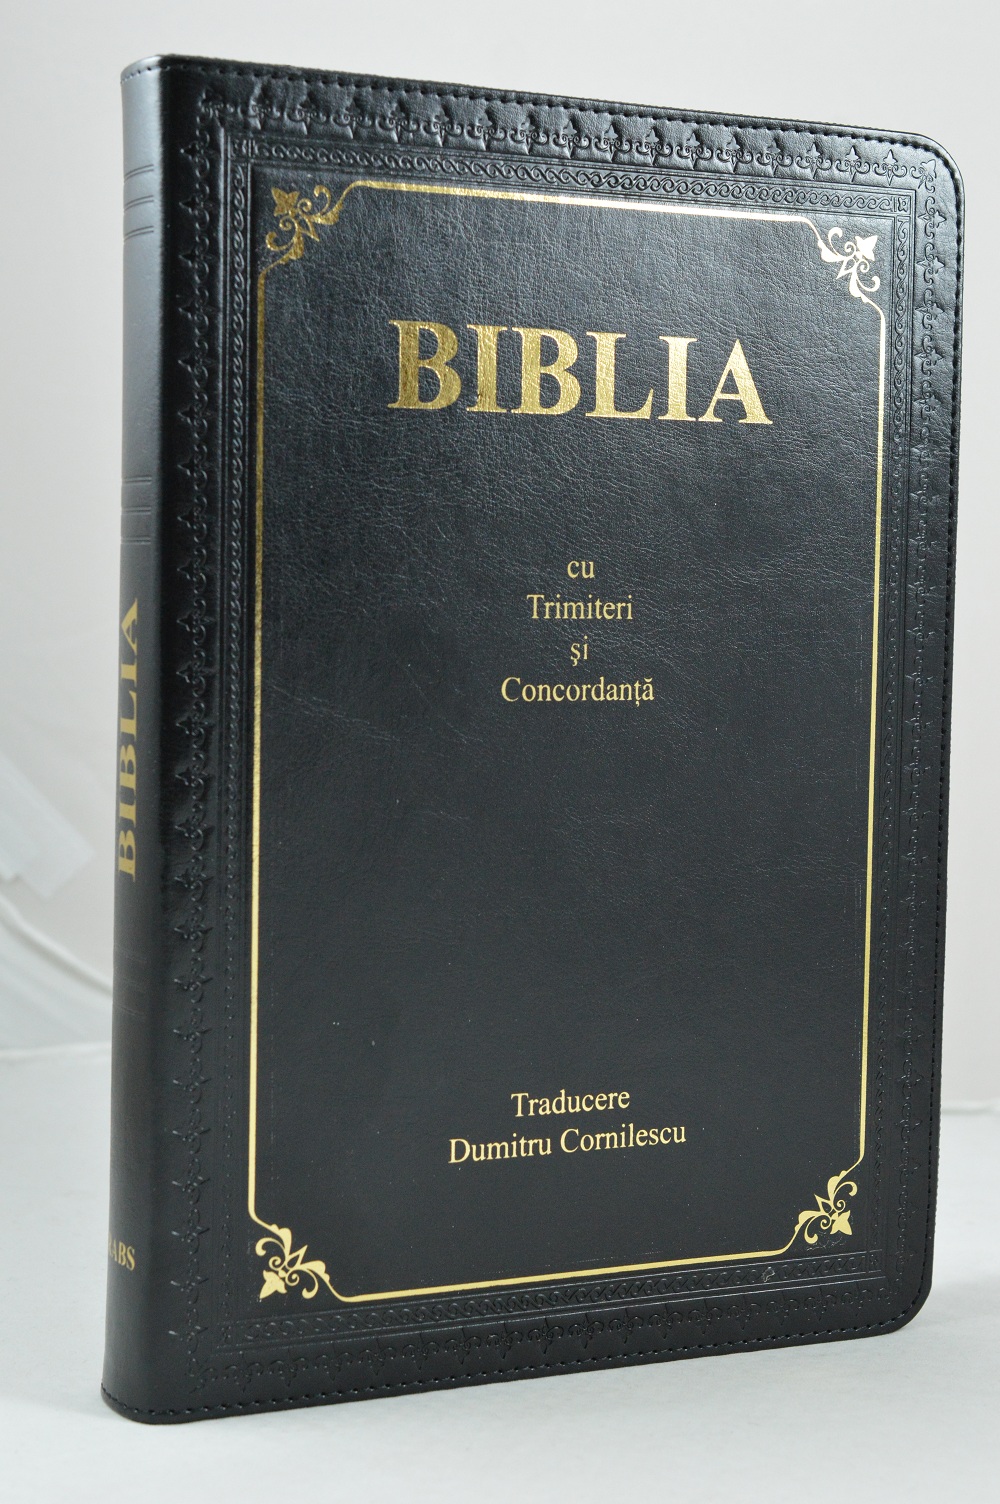 BIBLIA
cu
Trimiteri
şi
Concordanţă
Traducere
Dumitru Cornilescu
BIBLIA